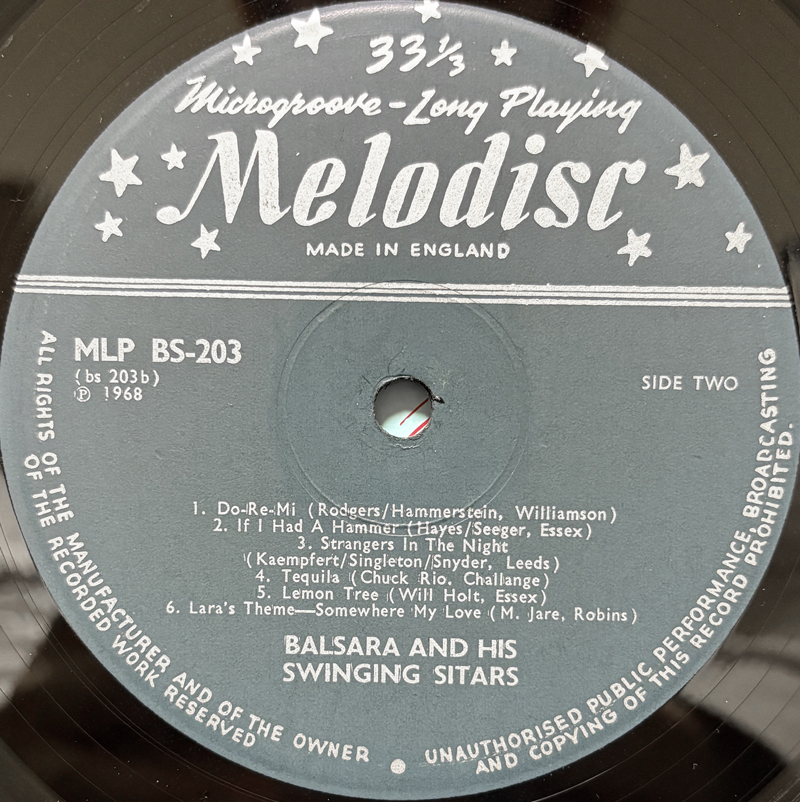 33⅓
Microgroove - Long Playing
Melodisc
MADE IN ENGLAND
MLP BS-203
(bs 203b)
℗ 1968
SIDE TWO
1. Do-Re-Mi (Rodgers/Hammerstein, Williamson)
2. If I Had A Hammer (Hayes/Seeger, Essex)
3. Strangers In The Night
(Kaempfert/Singleton/Snyder, Leeds)
4. Tequila (Chuck Rio, Challange)
5. Lemon Tree (Will Holt, Essex)
6. Lara's Theme—Somewhere My Love (M. Jare, Robins)
BALSARA AND HIS
SWINGING SITARS
ALL RIGHTS OF THE MANUFACTURER AND OF THE OWNER
OF THE RECORDED WORK RESERVED
UNAUTHORISED PUBLIC PERFORMANCE, BROADCASTING
AND COPYING OF THIS RECORD PROHIBITED.